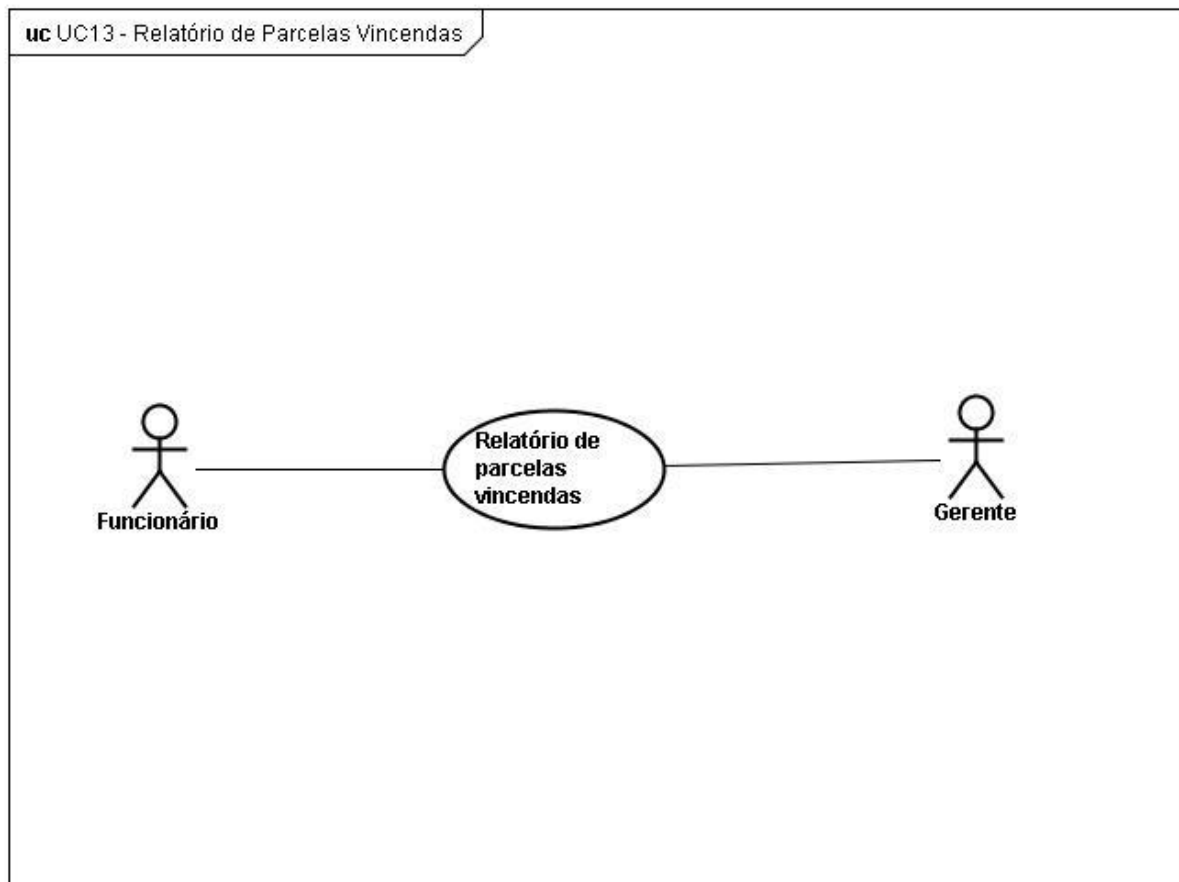 uc UC13 - Relatório de Parcelas Vincendas
Relatório de
parcelas
vincendas
Funcionário
Gerente